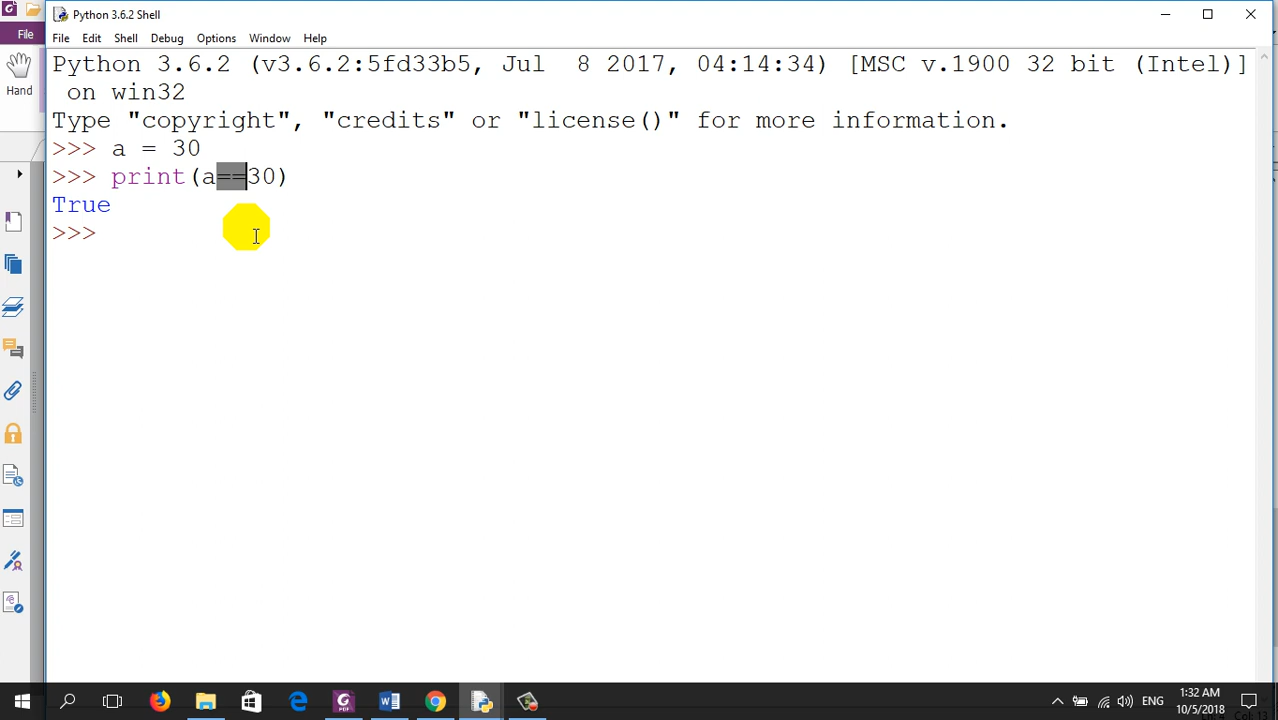 Python 3.6.2 Shell
File
File Edit Shell Debug Options Window Help
Hand
Python 3.6.2 (v3.6.2:5fd33b5, Jul  8 2017, 04:14:34) [MSC v.1900 32 bit (Intel)]
on win32
Type "copyright", "credits" or "license()" for more information.
>>> a = 30
>>> print(a==30)
True
>>>
ENG
1:32 AM
10/5/2018